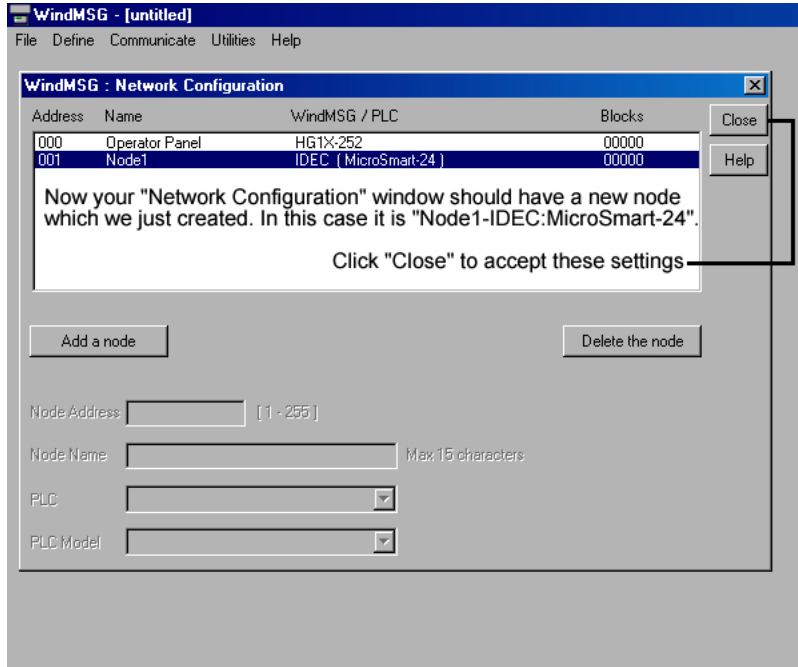 WindMSG - [untitled]
File Define Communicate Utilities Help
WindMSG : Network Configuration
Address Name WindMSG / PLC Blocks
Close
000 Operator Panel HG1X-252 00000
001 Node1 IDEC ( MicroSmart-24 ) 00000
Help
Now your "Network Configuration" window should have a new node
which we just created. In this case it is "Node1-IDEC:MicroSmart-24".
Click "Close" to accept these settings
Add a node Delete the node
Node Address [ 1 - 255 ]
Node Name Max 15 characters
PLC
PLC Model